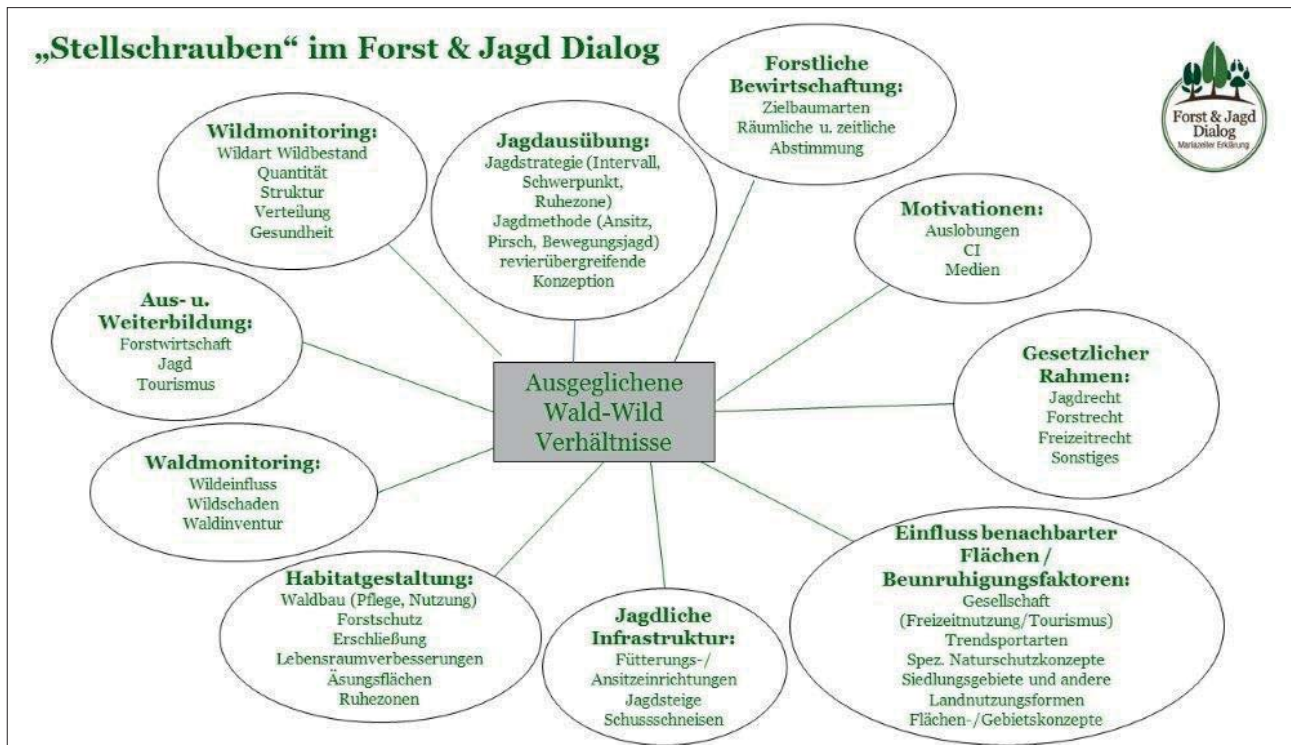 „Stellschrauben“ im Forst & Jagd Dialog
Forst & Jagd
Dialog
Mariazeller Erklärung
Wildmonitoring:
Wildart Wildbestand
Quantität
Struktur
Verteilung
Gesundheit
Jagdausübung:
Jagdstrategie (Intervall,
Schwerpunkt,
Ruhezone)
Jagdmethode (Ansitz,
Pirsch, Bewegungsjagd)
revierübergreifende
Konzeption
Forstliche
Bewirtschaftung:
Zielbaumarten
Räumliche u. zeitliche
Abstimmung
Motivationen:
Auslobungen
CI
Medien
Aus- u.
Weiterbildung:
Forstwirtschaft
Jagd
Tourismus
Ausgeglichene
Wald-Wild
Verhältnisse
Gesetzlicher
Rahmen:
Jagdrecht
Forstrecht
Freizeitrecht
Sonstiges
Waldmonitoring:
Wildeinfluss
Wildschaden
Waldinventur
Habitatgestaltung:
Waldbau (Pflege, Nutzung)
Forstschutz
Erschließung
Lebensraumverbesserungen
Äsungsflächen
Ruhezonen
Jagdliche
Infrastruktur:
Fütterungs-/
Ansitzeinrichtungen
Jagdsteige
Schussschneisen
Einfluss benachbarter
Flächen /
Beunruhigungsfaktoren:
Gesellschaft
(Freizeitnutzung/Tourismus)
Trendsportarten
Spez. Naturschutzkonzepte
Siedlungsgebiete und andere
Landnutzungsformen
Flächen-/Gebietskonzepte